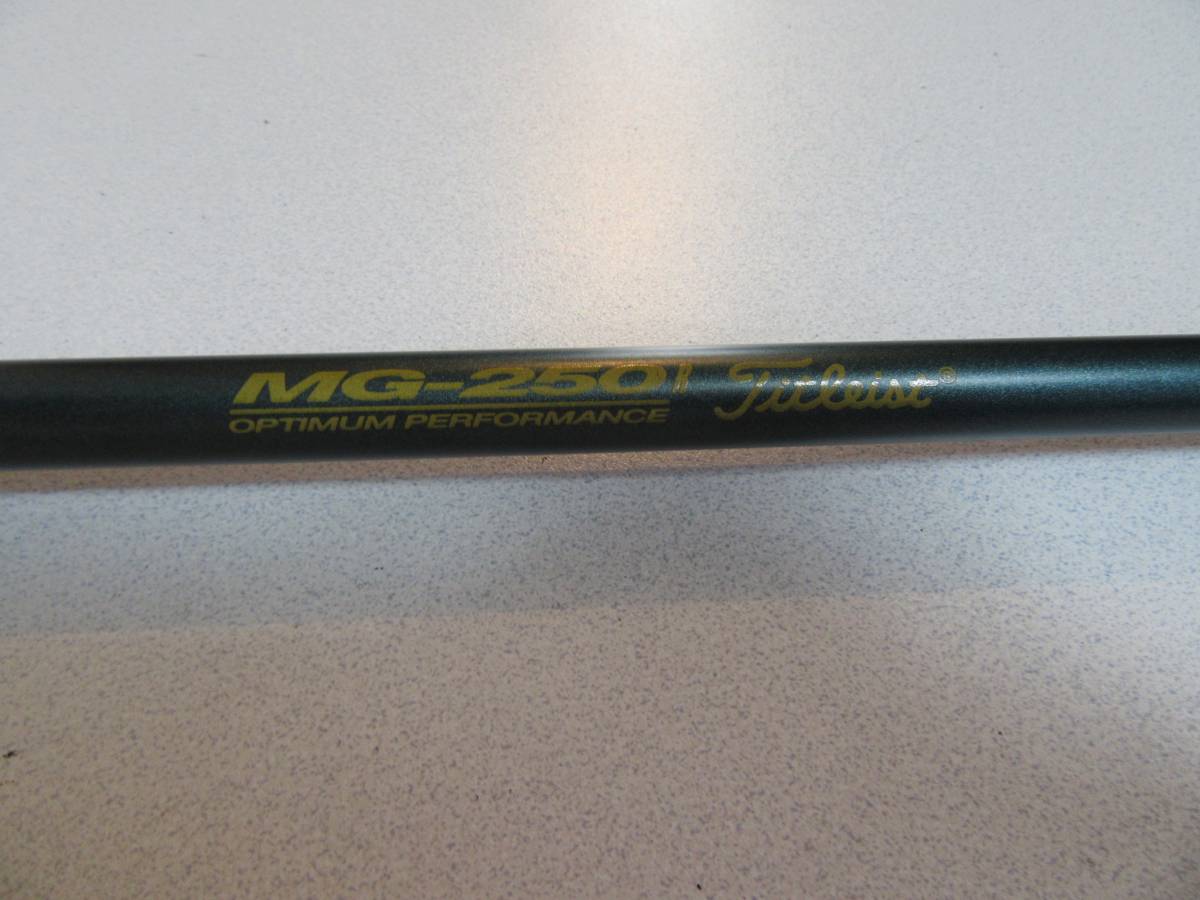 MG-250 Titleist®
OPTIMUM PERFORMANCE